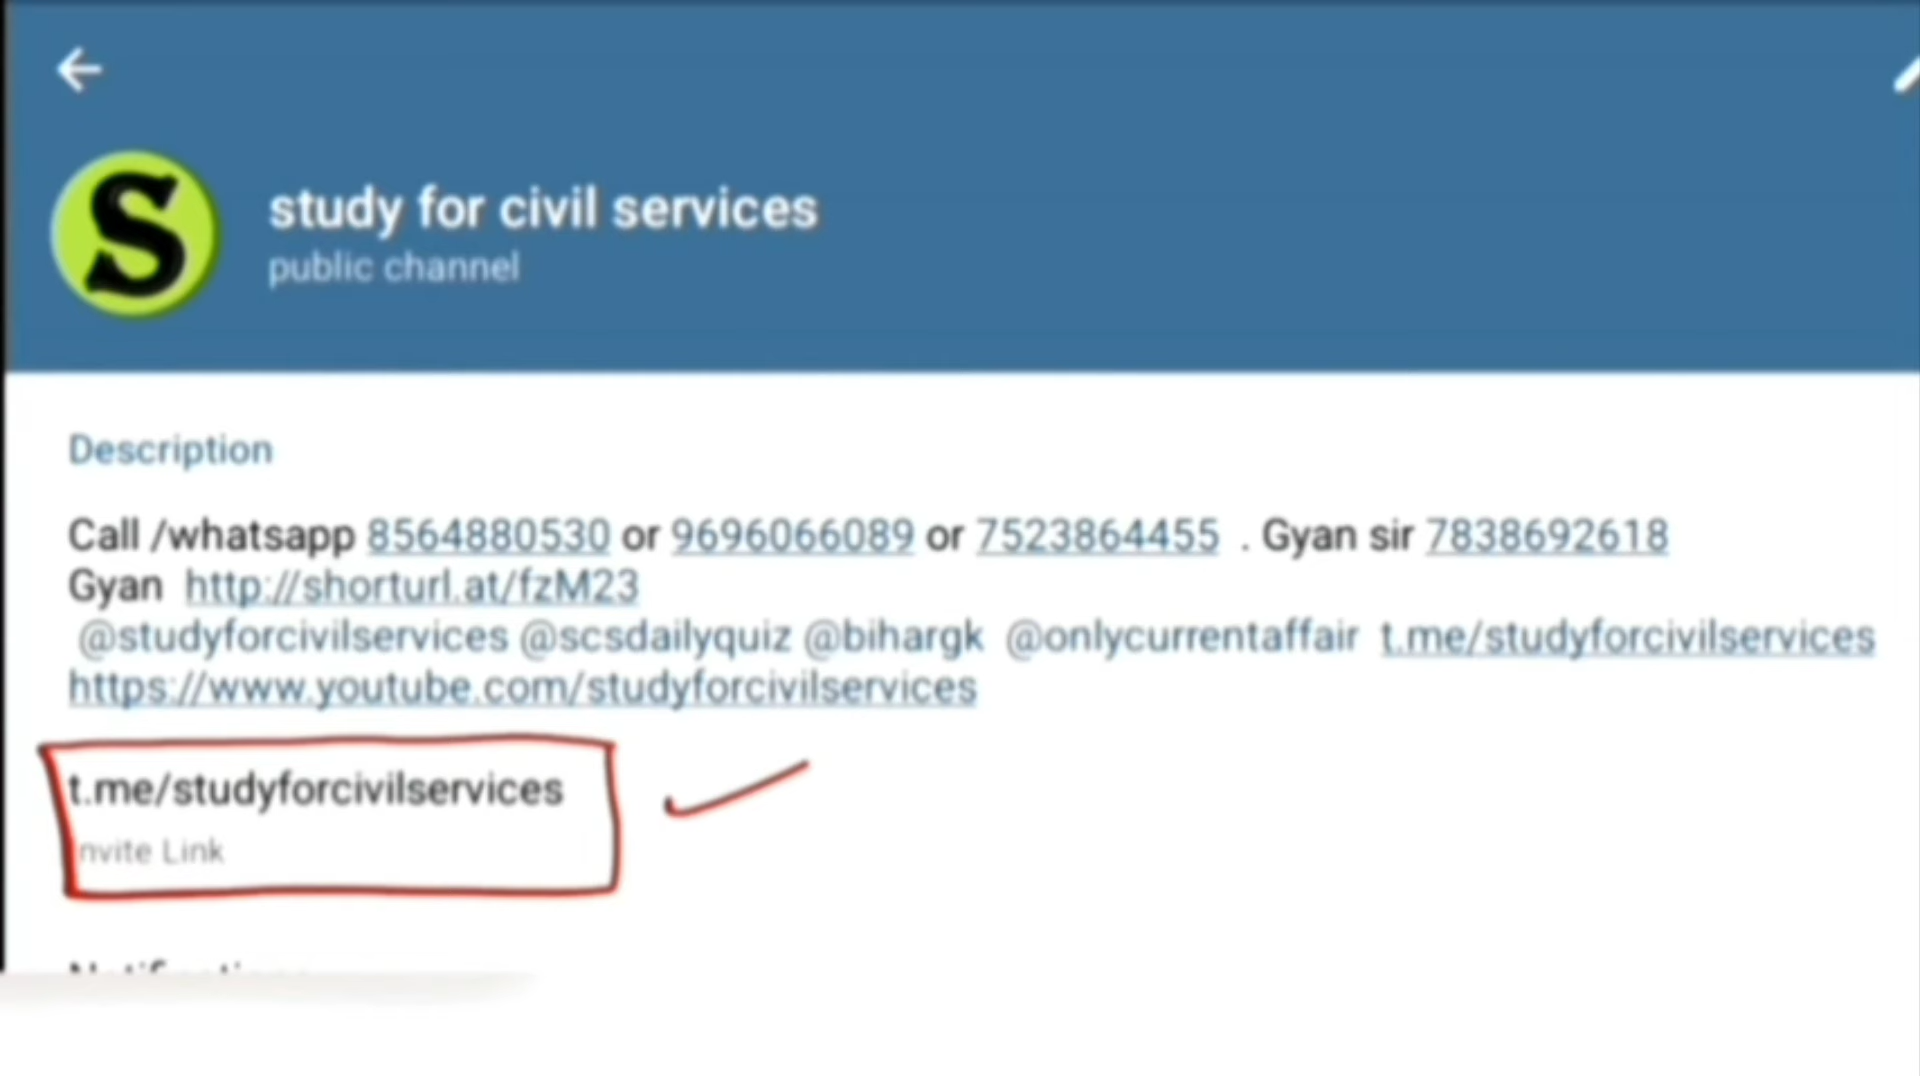 S
study for civil services
public channel
Description
Call /whatsapp 8564880530 or 9696066089 or 7523864455 . Gyan sir 7838692618
Gyan http://shorturl.at/fzM23
@studyforcivilservices @scsdailyquiz @bihargk @onlycurrentaffair t.me/studyforcivilservices
https://www.youtube.com/studyforcivilservices
t.me/studyforcivilservices
nvite Link